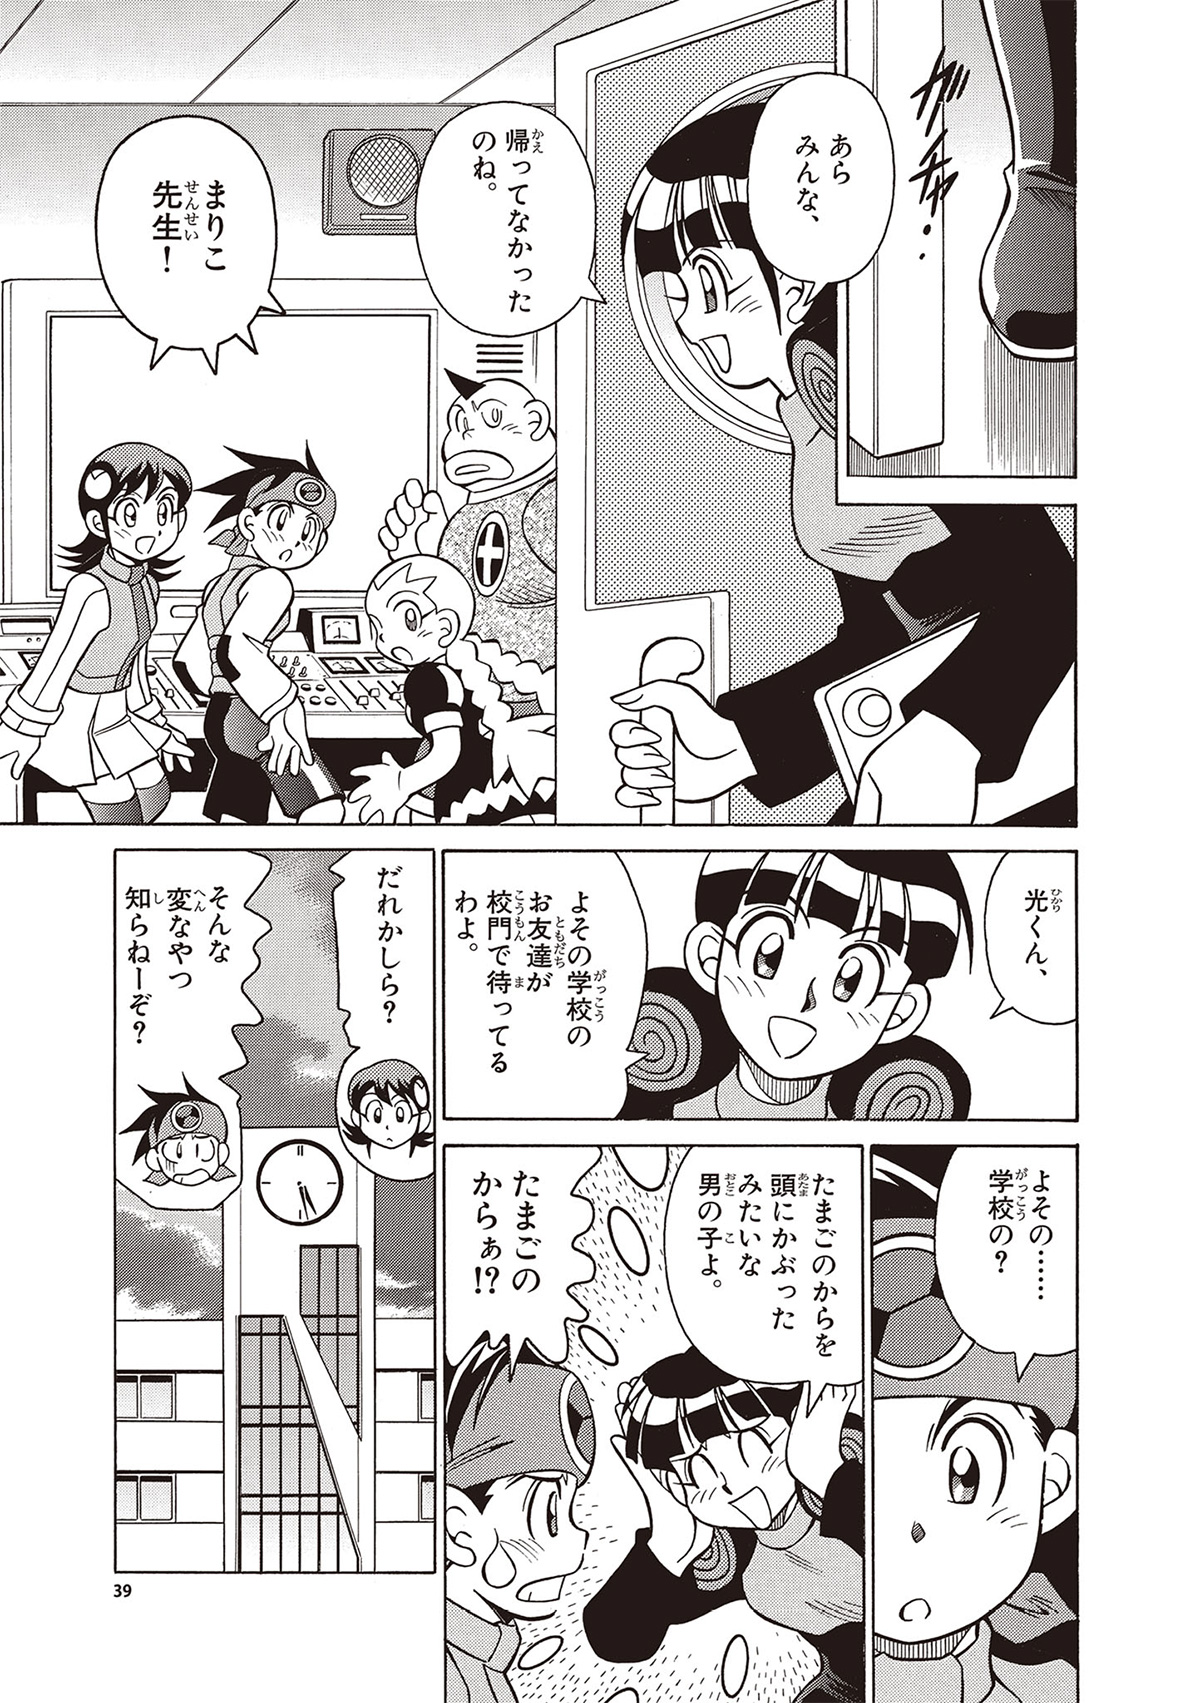 ガチャ・
あら
みんな、
帰ってなかった
のね。
まりこ
先生！
光くん、
よその学校の
お友達が
校門で待ってる
わよ。
よその……
学校の？
たまごのからを
頭にかぶった
みたいな
男の子よ。
たまごの
からぁ!?
だれかしら？
そんな
変なやつ
知らねーぞ？
39